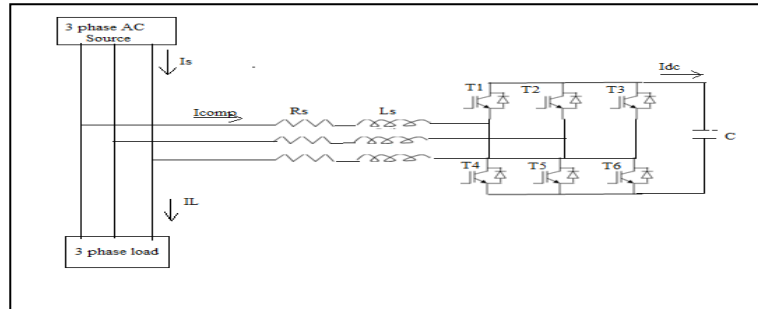 3 phase AC
Source
Is
Idc
T1
T2
T3
Icomp
Rs
Ls
C
T4
T5
T6
IL
3 phase load